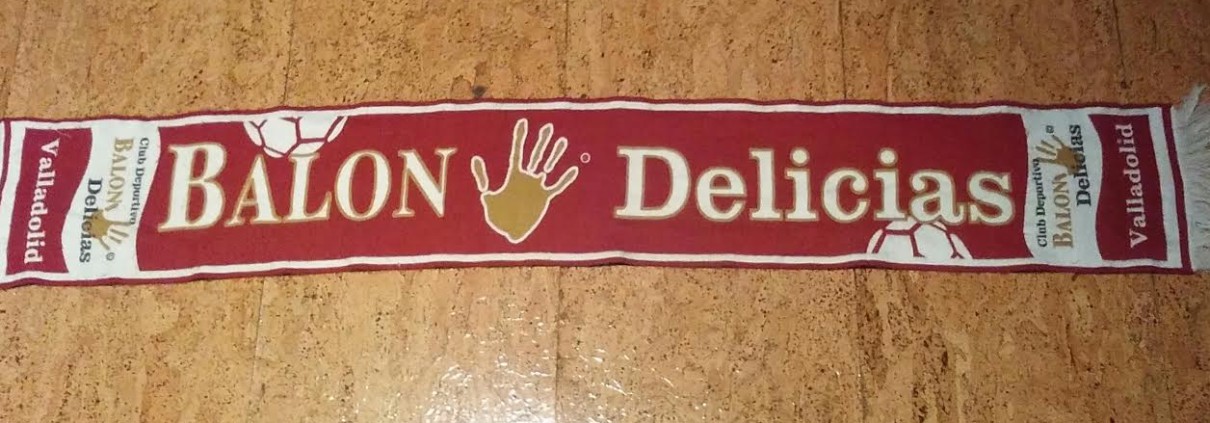 Valladolid
Club Deportivo
BALON
Delicias
BALON Delicias
Club Deportivo
BALON
Delicias
Valladolid